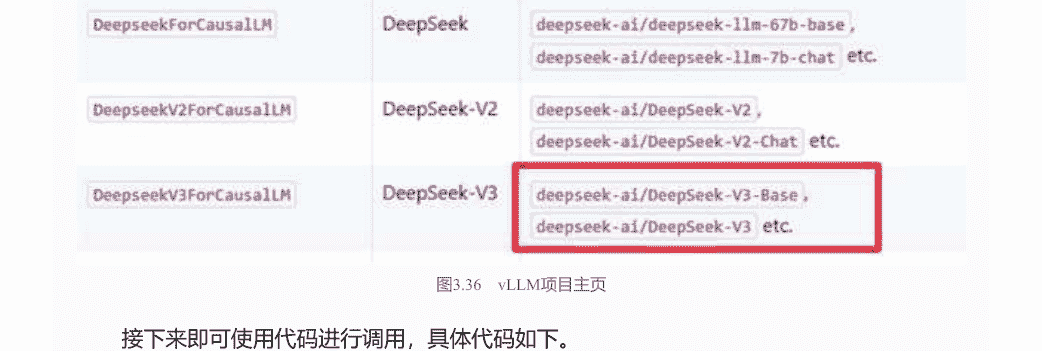 DeepseekForCausalLM DeepSeek deepseek-ai/deepseek-llm-67b-base,
deepseek-ai/deepseek-llm-7b-chat etc.
DeepseekV2ForCausalLM DeepSeek-V2 deepseek-ai/DeepSeek-V2,
deepseek-ai/DeepSeek-V2-Chat etc.
DeepseekV3ForCausalLM DeepSeek-V3 deepseek-ai/DeepSeek-V3-Base,
deepseek-ai/DeepSeek-V3 etc.
图3.36 vLLM项目主页
接下来即可使用代码进行调用，具体代码如下。